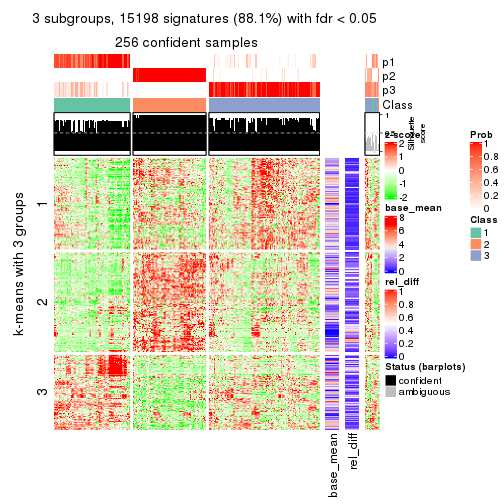 3 subgroups, 15198 signatures (88.1%) with fdr < 0.05
256 confident samples
p1
p2
p3
Class
1
0.5
Silhouette
score
k-means with 3 groups
1
2
3
base_mean
rel_diff
z-score
2
1
0
-1
-2
base_mean
8
6
4
2
0
rel_diff
1
0.8
0.6
0.4
0.2
0
Status (barplots)
confident
ambiguous
Prob
1
0.8
0.6
0.4
0.2
0
Class
1
2
3